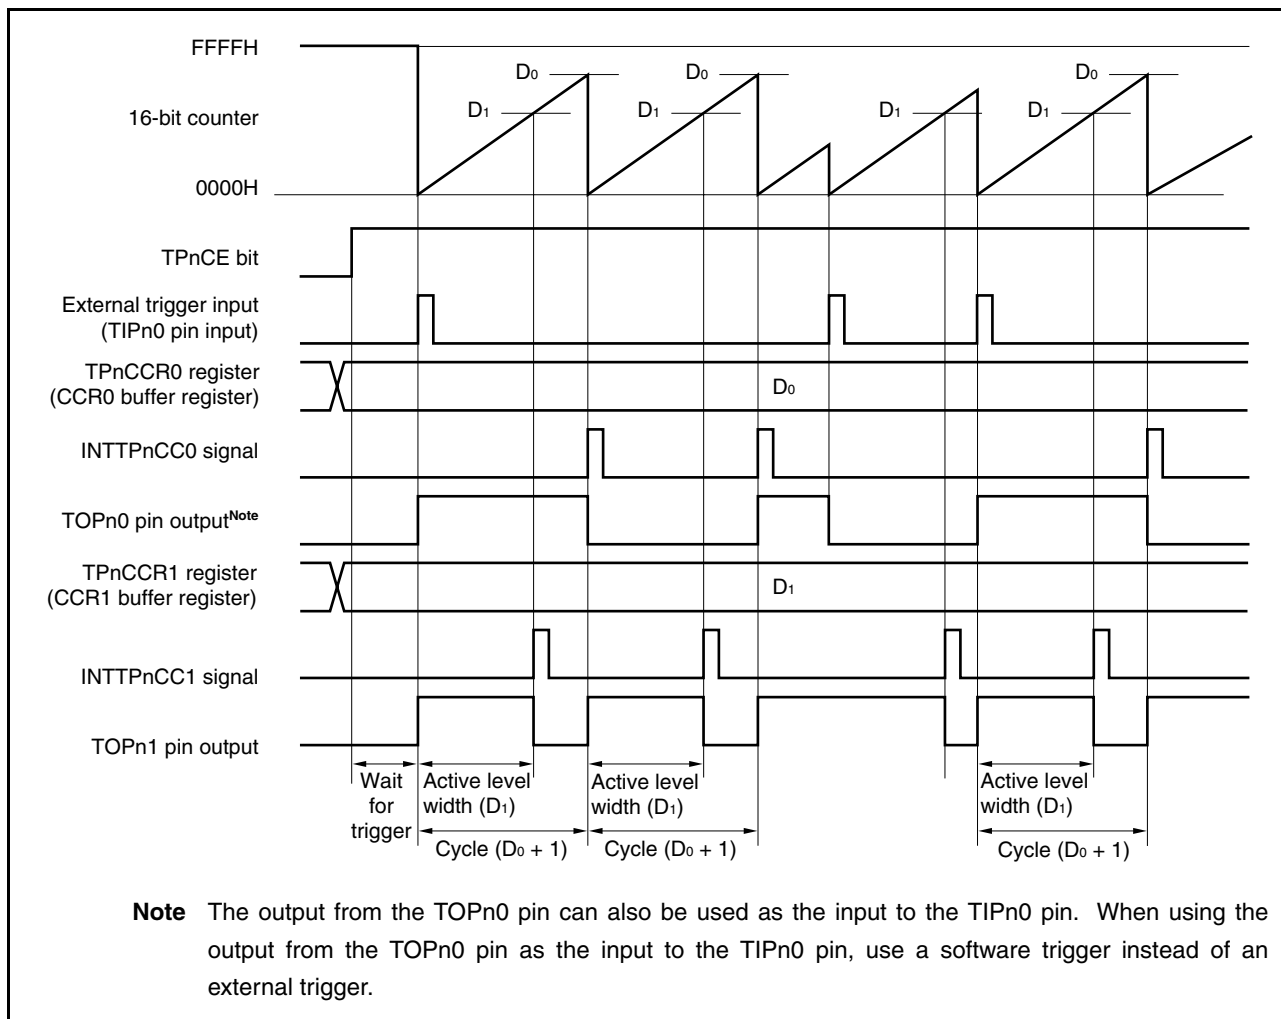 FFFFH
D0
D0
D0
D1
D1
D1
D1
16-bit counter
0000H
TPnCE bit
External trigger input
(TIPn0 pin input)
TPnCCR0 register
(CCR0 buffer register)
D0
INTTPnCC0 signal
TOPn0 pin outputNote
TPnCCR1 register
(CCR1 buffer register)
D1
INTTPnCC1 signal
TOPn1 pin output
Wait
for
trigger
Active level
width (D1)
Active level
width (D1)
Active level
width (D1)
Cycle (D0 + 1)
Cycle (D0 + 1)
Cycle (D0 + 1)
Note The output from the TOPn0 pin can also be used as the input to the TIPn0 pin. When using the
output from the TOPn0 pin as the input to the TIPn0 pin, use a software trigger instead of an
external trigger.